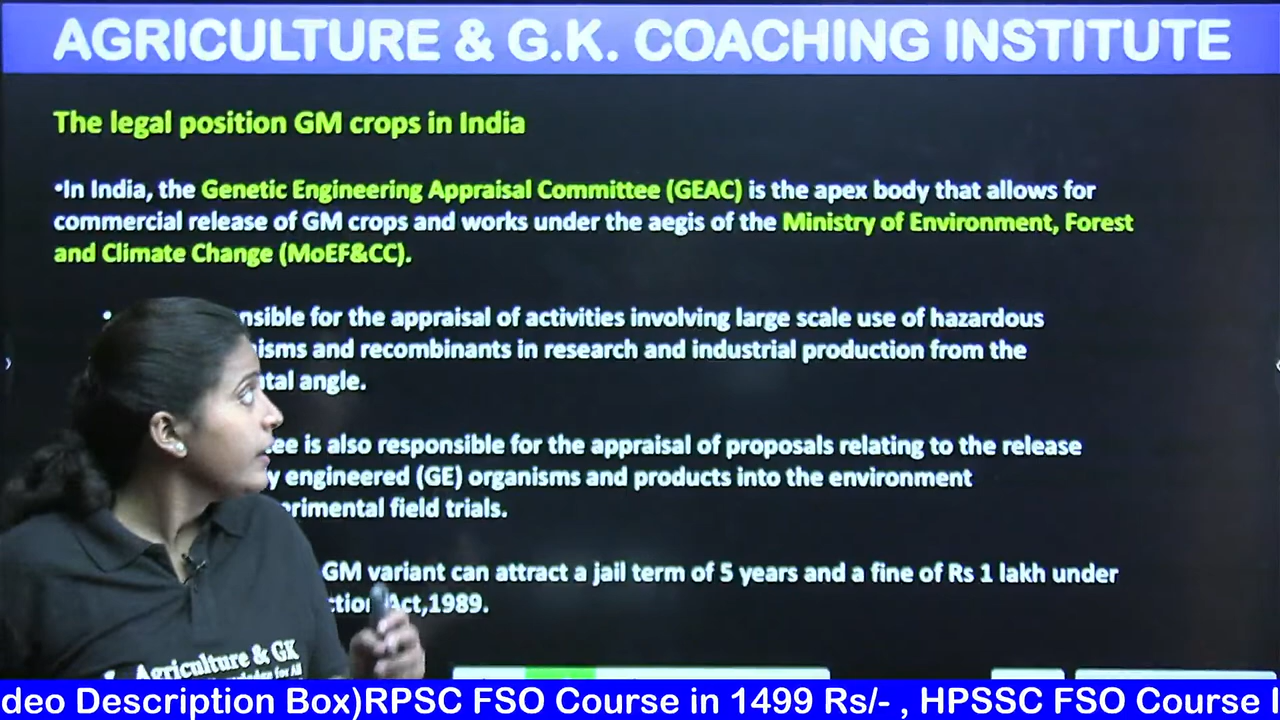 AGRICULTURE & G.K. COACHING INSTITUTE
The legal position GM crops in India
•In India, the Genetic Engineering Appraisal Committee (GEAC) is the apex body that allows for
commercial release of GM crops and works under the aegis of the Ministry of Environment, Forest
and Climate Change (MoEF&CC).
• nsible for the appraisal of activities involving large scale use of hazardous
isms and recombinants in research and industrial production from the
tal angle.
ee is also responsible for the appraisal of proposals relating to the release
y engineered (GE) organisms and products into the environment
erimental field trials.
GM variant can attract a jail term of 5 years and a fine of Rs 1 lakh under
ction Act,1989.
Agriculture & GK
for All
deo Description Box)RPSC FSO Course in 1499 Rs/- , HPSSC FSO Course